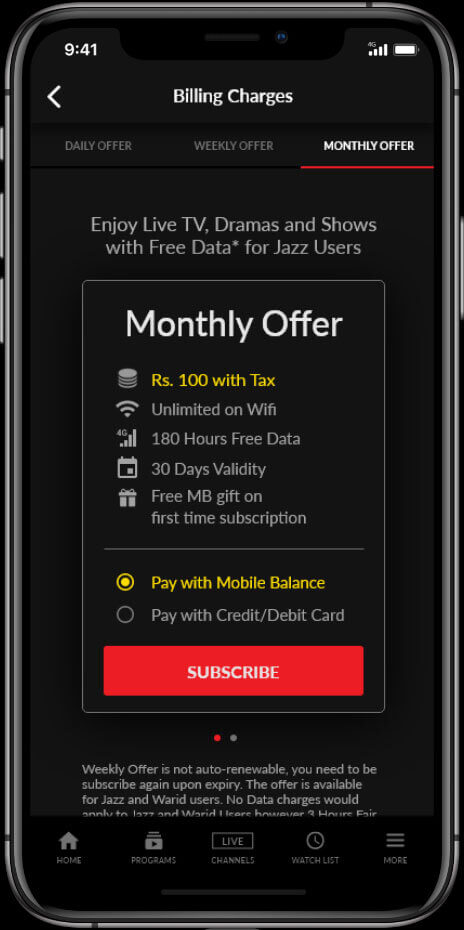 9:41
4G
Billing Charges
DAILY OFFER
WEEKLY OFFER
MONTHLY OFFER
Enjoy Live TV, Dramas and Shows
with Free Data* for Jazz Users
Monthly Offer
Rs. 100 with Tax
Unlimited on Wifi
4G
180 Hours Free Data
30 Days Validity
Free MB gift on
first time subscription
Pay with Mobile Balance
Pay with Credit/Debit Card
SUBSCRIBE
Weekly Offer is not auto-renewable, you need to be
subscribe again upon expiry. The offer is available
for Jazz and Warid users. No Data charges would
apply to Jazz and Warid Users however 3 Hours Fair
HOME
PROGRAMS
LIVE
CHANNELS
WATCH LIST
MORE